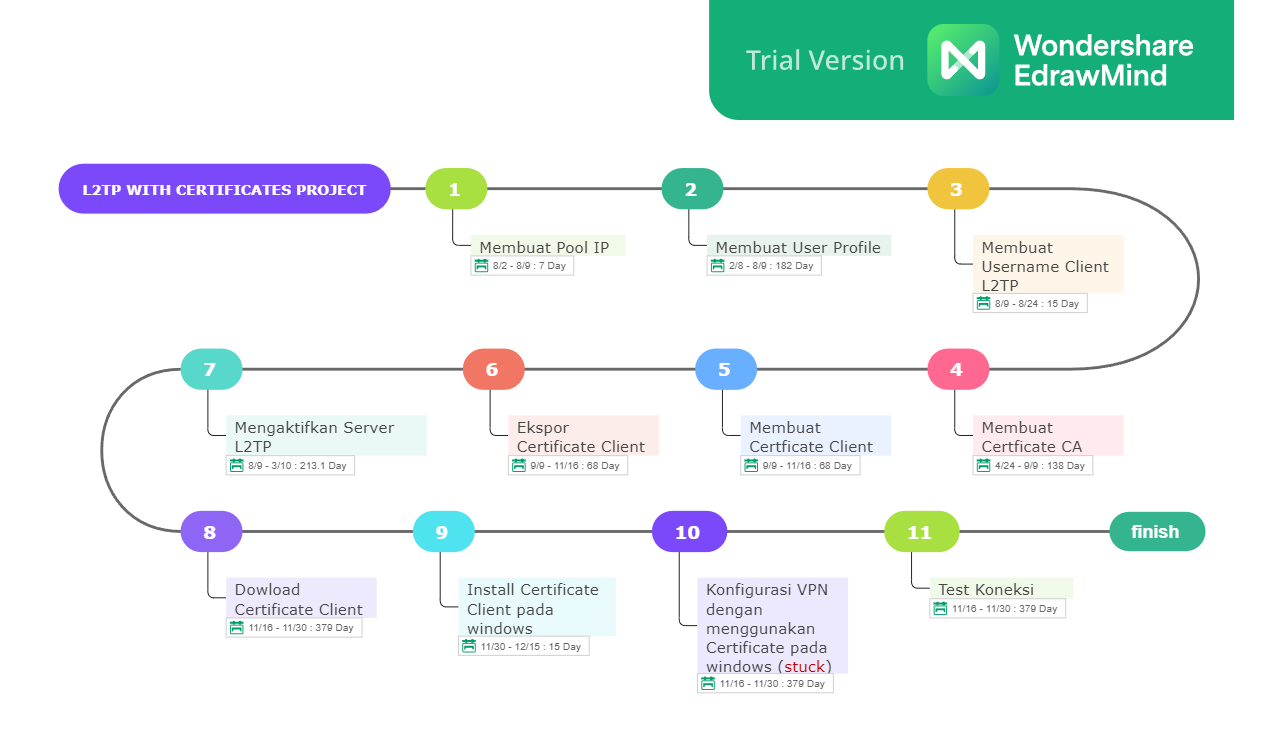 Trial Version
Wondershare
EdrawMind
L2TP WITH CERTIFICATES PROJECT
1
2
3
Membuat Pool IP
8/2 - 8/9 : 7 Day
Membuat User Profile
2/8 - 8/9 : 182 Day
Membuat
Username Client
L2TP
8/9 - 8/24 : 15 Day
7
6
5
4
Mengaktifkan Server
L2TP
8/9 - 3/10 : 213.1 Day
Ekspor
Certificate Client
9/9 - 11/16 : 68 Day
Membuat
Certficate Client
9/9 - 11/16 : 68 Day
Membuat
Certficate CA
4/24 - 9/9 : 138 Day
8
9
10
11
finish
Dowload
Certificate Client
11/16 - 11/30 : 379 Day
Install Certificate
Client pada
windows
11/30 - 12/15 : 15 Day
Konfigurasi VPN
dengan
menggunakan
Certificate pada
windows (stuck)
11/16 - 11/30 : 379 Day
Test Koneksi
11/16 - 11/30 : 379 Day